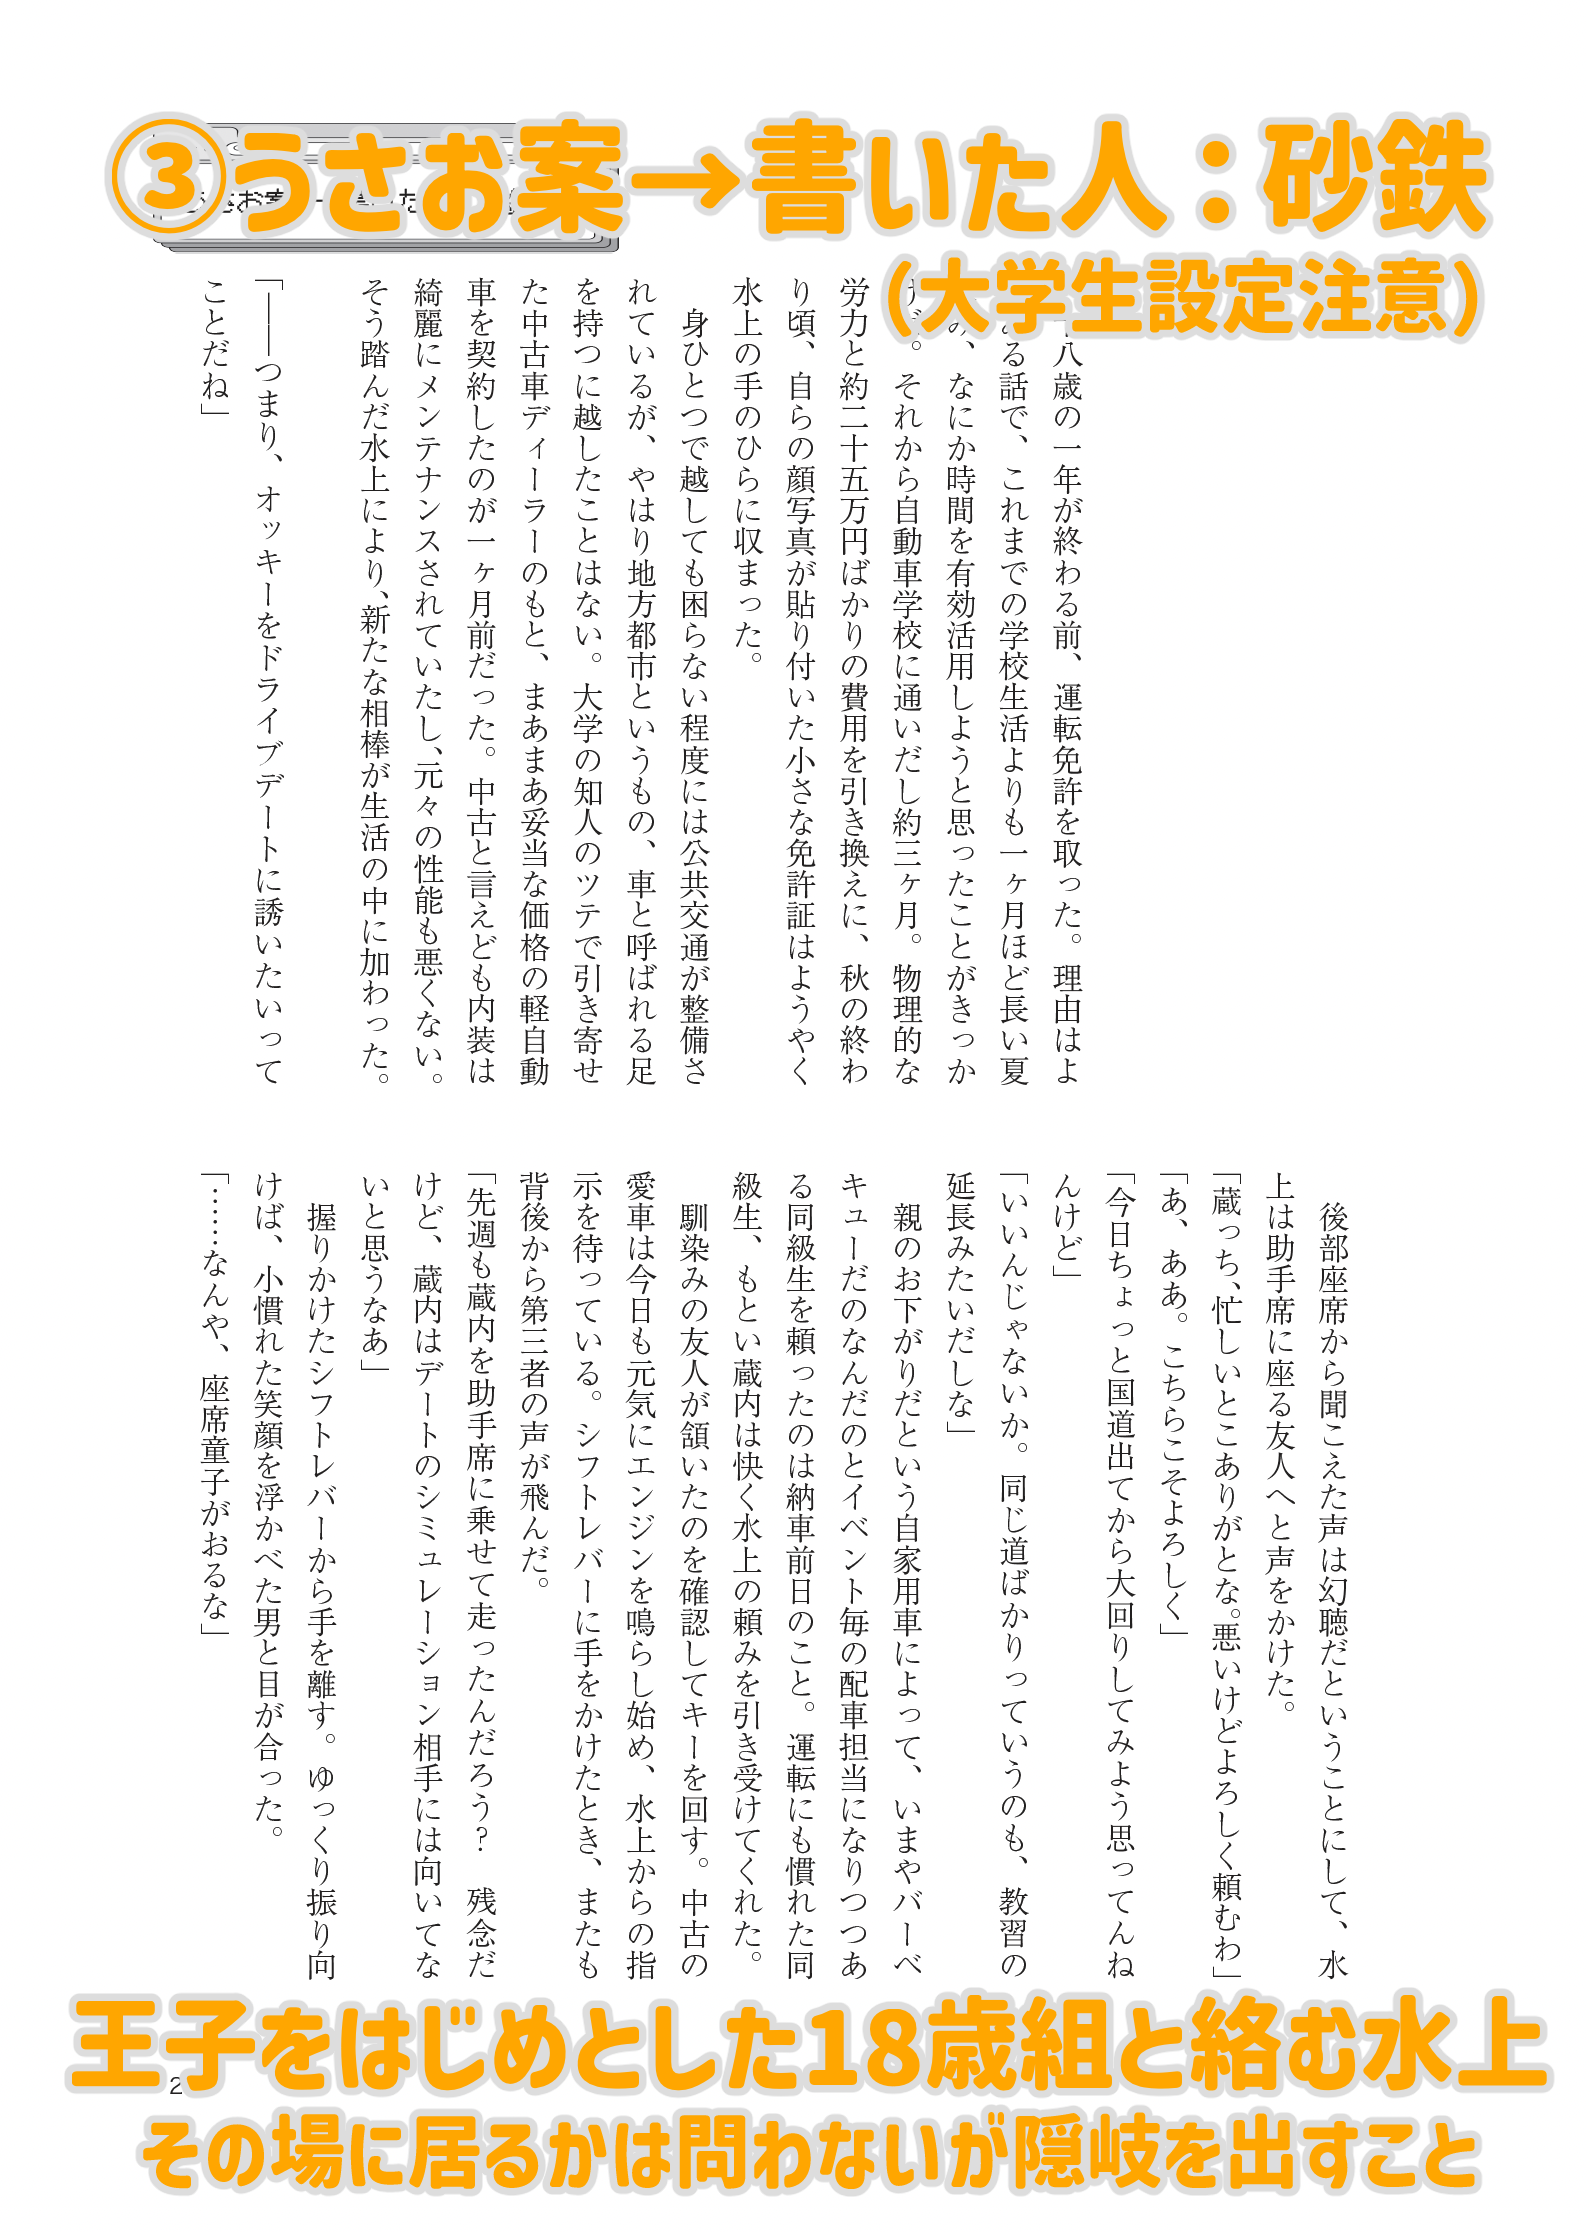 ③うさお案→書いた人：砂鉄
(大学生設定注意)
八歳の一年が終わる前、運転免許を取った。理由はよ
る話で、これまでの学校生活よりも一ヶ月ほど長い夏
み、なにか時間を有効活用しようと思ったことがきっか
けだ。それから自動車学校に通いだし約三ヶ月。物理的な
労力と約二十五万円ばかりの費用を引き換えに、秋の終わ
り頃、自らの顔写真が貼り付いた小さな免許証はようやく
水上の手のひらに収まった。
身ひとつで越しても困らない程度には公共交通が整備さ
れているが、やはり地方都市というもの、車と呼ばれる足
を持つに越したことはない。大学の知人のツテで引き寄せ
た中古車ディーラーのもと、まあまあ妥当な価格の軽自動
車を契約したのが一ヶ月前だった。中古と言えども内装は
綺麗にメンテナンスされていたし、元々の性能も悪くない。
そう踏んだ水上により、新たな相棒が生活の中に加わった。
「――つまり、オッキーをドライブデートに誘いたいって
ことだね」
後部座席から聞こえた声は幻聴だということにして、水
上は助手席に座る友人へと声をかけた。
「蔵っち、忙しいとこありがとな。悪いけどよろしく頼むわ」
「あ、ああ。こちらこそよろしく」
「今日ちょっと国道出てから大回りしてみよう思ってんね
んけど」
「いいんじゃないか。同じ道ばかりっていうのも、教習の
延長みたいだしな」
親のお下がりだという自家用車によって、いまやバーベ
キューだのなんだのとイベント毎の配車担当になりつつあ
る同級生を頼ったのは納車前日のこと。運転にも慣れた同
級生、もとい蔵内は快く水上の頼みを引き受けてくれた。
馴染みの友人が頷いたのを確認してキーを回す。中古の
愛車は今日も元気にエンジンを鳴らし始め、水上からの指
示を待っている。シフトレバーに手をかけたとき、またも
背後から第三者の声が飛んだ。
「先週も蔵内を助手席に乗せて走ったんだろう？　残念だ
けど、蔵内はデートのシミュレーション相手には向いてな
いと思うなあ」
握りかけたシフトレバーから手を離す。ゆっくり振り向
けば、小慣れた笑顔を浮かべた男と目が合った。
「……なんや、座席童子がおるな」
王子をはじめとした18歳組と絡む水上
2
その場に居るかは問わないが隠岐を出すこと